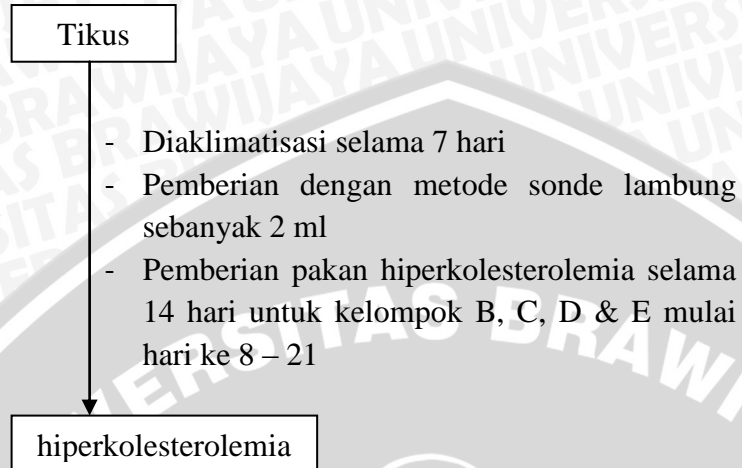 Tikus
- Diaklimatisasi selama 7 hari
- Pemberian dengan metode sonde lambung
sebanyak 2 ml
- Pemberian pakan hiperkolesterolemia selama
14 hari untuk kelompok B, C, D & E mulai
hari ke 8 – 21
hiperkolesterolemia